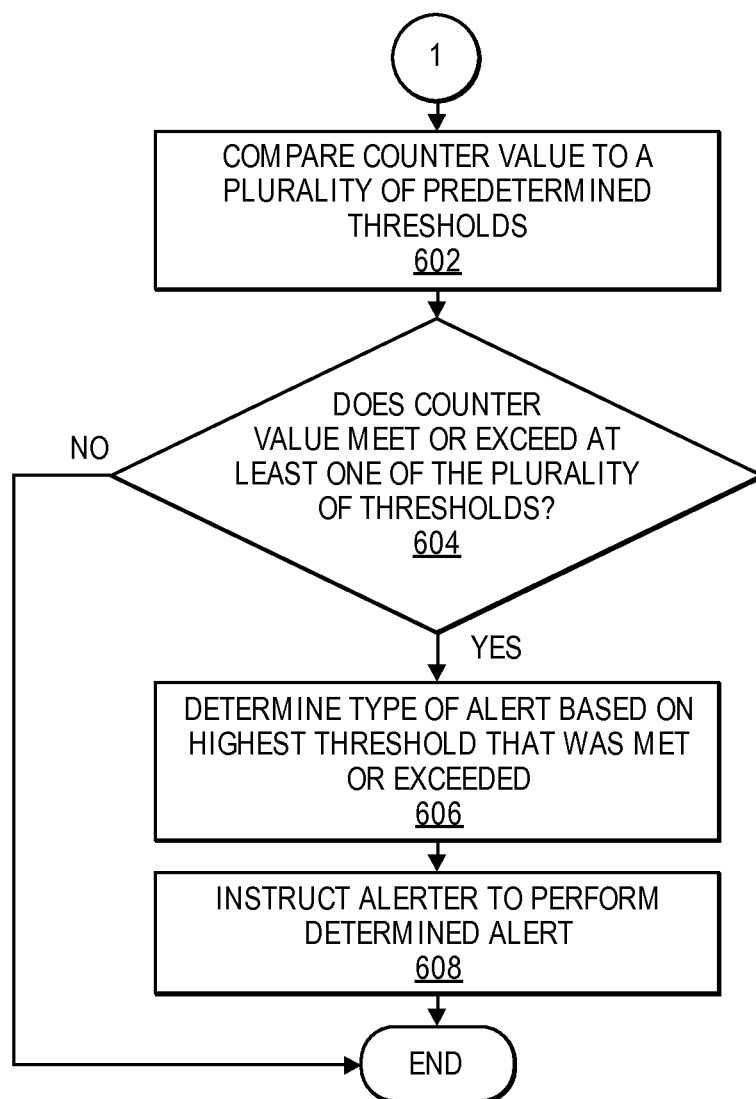 1
COMPARE COUNTER VALUE TO A
PLURALITY OF PREDETERMINED
THRESHOLDS
602
DOES COUNTER
VALUE MEET OR EXCEED AT
LEAST ONE OF THE PLURALITY
OF THRESHOLDS?
604
NO
YES
DETERMINE TYPE OF ALERT BASED ON
HIGHEST THRESHOLD THAT WAS MET
OR EXCEEDED
606
INSTRUCT ALERTER TO PERFORM
DETERMINED ALERT
608
END